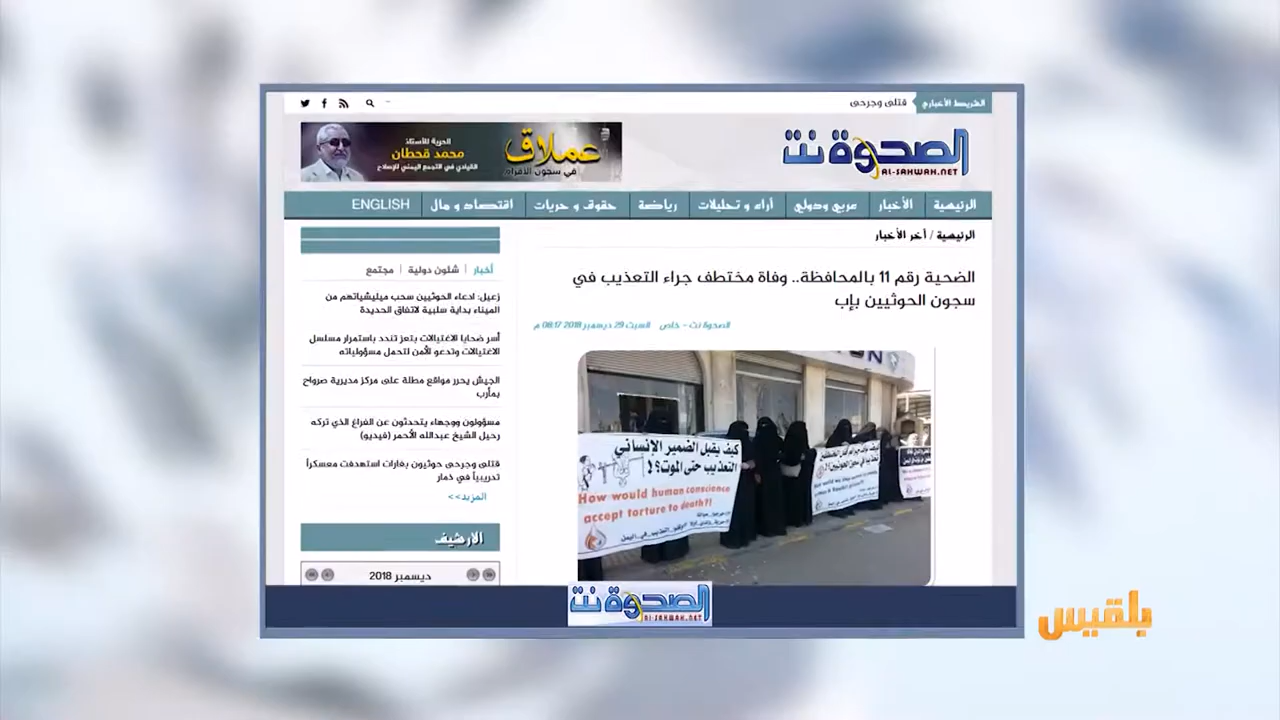 الشريط الأخباري
قتلى وجرحى
الصحوة نت
AL-SAHWAH.NET
الحرية للأستاذ
محمد قحطان
القيادي في التجمع اليمني للإصلاح
عملاق
في سجون الأقزام
الرئيسية
الأخبار
عربي ودولي
آراء و تحليلات
رياضة
حقوق و حريات
اقتصاد و مال
ENGLISH
الرئيسية / آخر الأخبار
الضحية رقم 11 بالمحافظة.. وفاة مختطف جراء التعذيب في
سجون الحوثيين بإب
الصحوة نت - خاص السبت 29 ديسمبر 2018 08:17 م
كيف يقبل الضمير الإنساني
التعذيب حتى الموت؟!
How would human conscience
accept torture to death?!
أخبار | شئون دولية | مجتمع
زعيل: ادعاء الحوثيين سحب ميليشياتهم من
الميناء بداية سلبية لاتفاق الحديدة
أسر ضحايا الاغتيالات بتعز تندد باستمرار مسلسل
الاغتيالات وتدعو للأمن لتحمل مسؤولياته
الجيش يحرر مواقع مطلة على مركز مديرية صرواح
بمأرب
مسؤولون ووجهاء يتحدثون عن الفراغ الذي تركه
رحيل الشيخ عبدالله الأحمر (فيديو)
قتلى وجرحى حوثيون بغارات استهدفت معسكراً
تدريبياً في ذمار
المزيد>>
الارشيف
ديسمبر 2018
الصحوة نت
AL-SAHWAH.NET
بلقيس